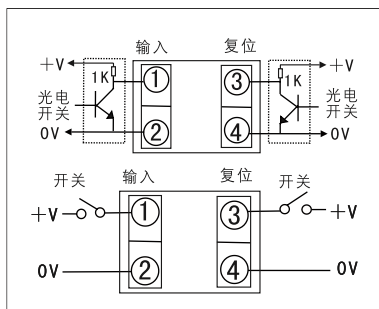 输入 复位
+V 1K ① ③ 1K +V
光电
开关
光电
开关
0V ② ④ 0V
开关 输入 复位 开关
+V ① ③ +V
0V ② ④ 0V